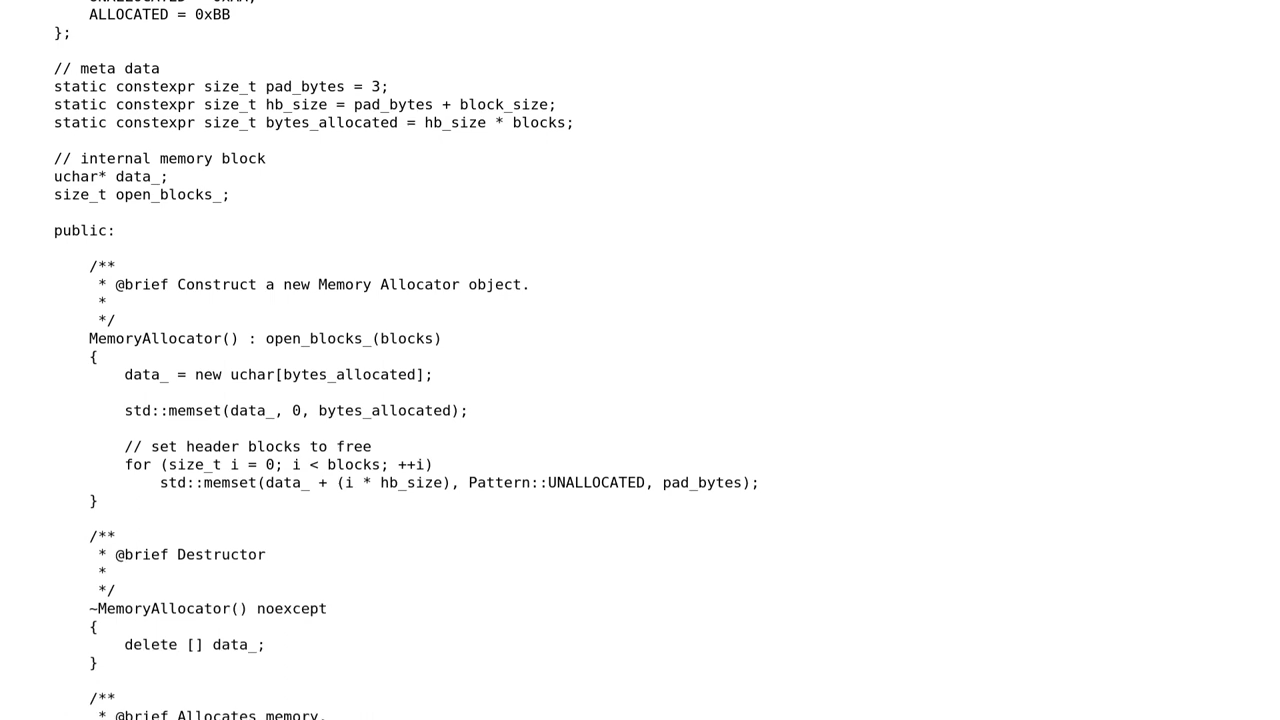 ALLOCATED = 0xBB
};
// meta data
static constexpr size_t pad_bytes = 3;
static constexpr size_t hb_size = pad_bytes + block_size;
static constexpr size_t bytes_allocated = hb_size * blocks;
// internal memory block
uchar* data_;
size_t open_blocks_;
public:
/**
* @brief Construct a new Memory Allocator object.
*
*/
MemoryAllocator() : open_blocks_(blocks)
{
data_ = new uchar[bytes_allocated];
std::memset(data_, 0, bytes_allocated);
// set header blocks to free
for (size_t i = 0; i < blocks; ++i)
std::memset(data_ + (i * hb_size), Pattern::UNALLOCATED, pad_bytes);
}
/**
* @brief Destructor
*
*/
~MemoryAllocator() noexcept
{
delete [] data_;
}
/**
* @brief Allocates memory.